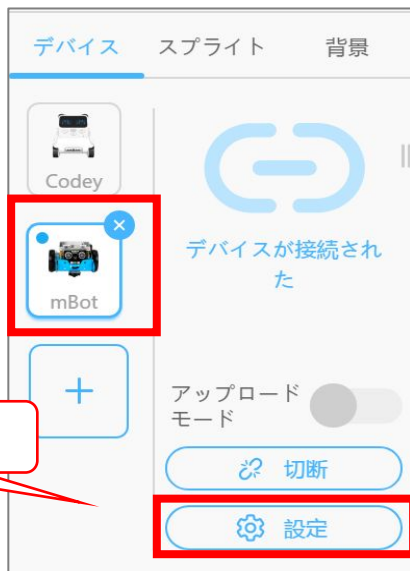 デバイス スプライト 背景
Codey
mBot
デバイスが接続され
た
アップロード
モード
切断
設定